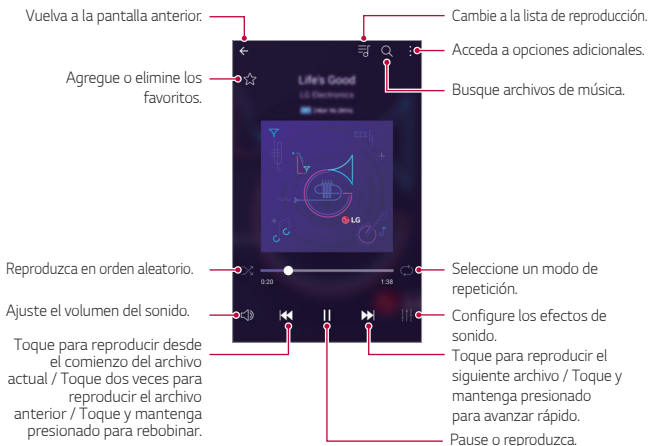 Vuelva a la pantalla anterior.
Cambie a la lista de reproducción.
Acceda a opciones adicionales.
Agregue o elimine los
favoritos.
Busque archivos de música.
Life's Good
LG Electronics
LG
Reproduzca en orden aleatorio.
0:20
1:38
Seleccione un modo de
repetición.
Ajuste el volumen del sonido.
Configure los efectos de
sonido.
Toque para reproducir desde
el comienzo del archivo
actual / Toque dos veces para
reproducir el archivo
anterior / Toque y mantenga
presionado para rebobinar.
Toque para reproducir el
siguiente archivo / Toque y
mantenga presionado
para avanzar rápido.
Pause o reproduzca.